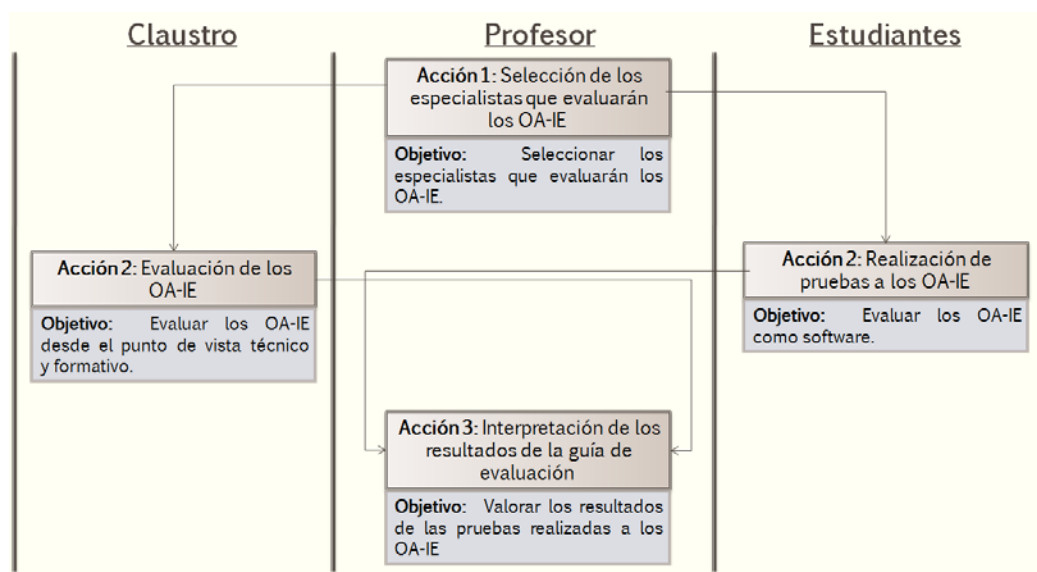 Claustro
Profesor
Estudiantes
Acción 1: Selección de los
especialistas que evaluarán
los OA-IE
Objetivo: Seleccionar los
especialistas que evaluarán los
OA-IE.
Acción 2: Evaluación de los
OA-IE
Objetivo: Evaluar los OA-IE
desde el punto de vista técnico
y formativo.
Acción 2: Realización de
pruebas a los OA-IE
Objetivo: Evaluar los OA-IE
como software.
Acción 3: Interpretación de los
resultados de la guía de
evaluación
Objetivo: Valorar los resultados
de las pruebas realizadas a los
OA-IE